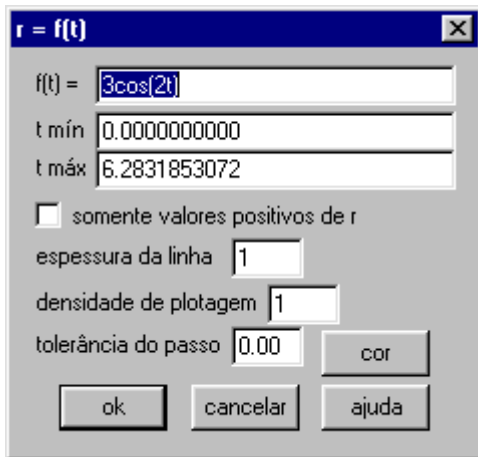 r = f(t)
f(t) = 3cos(2t)
t mín 0.0000000000
t máx 6.2831853072
somente valores positivos de r
espessura da linha 1
densidade de plotagem 1
tolerância do passo 0.00
cor
ok cancelar ajuda